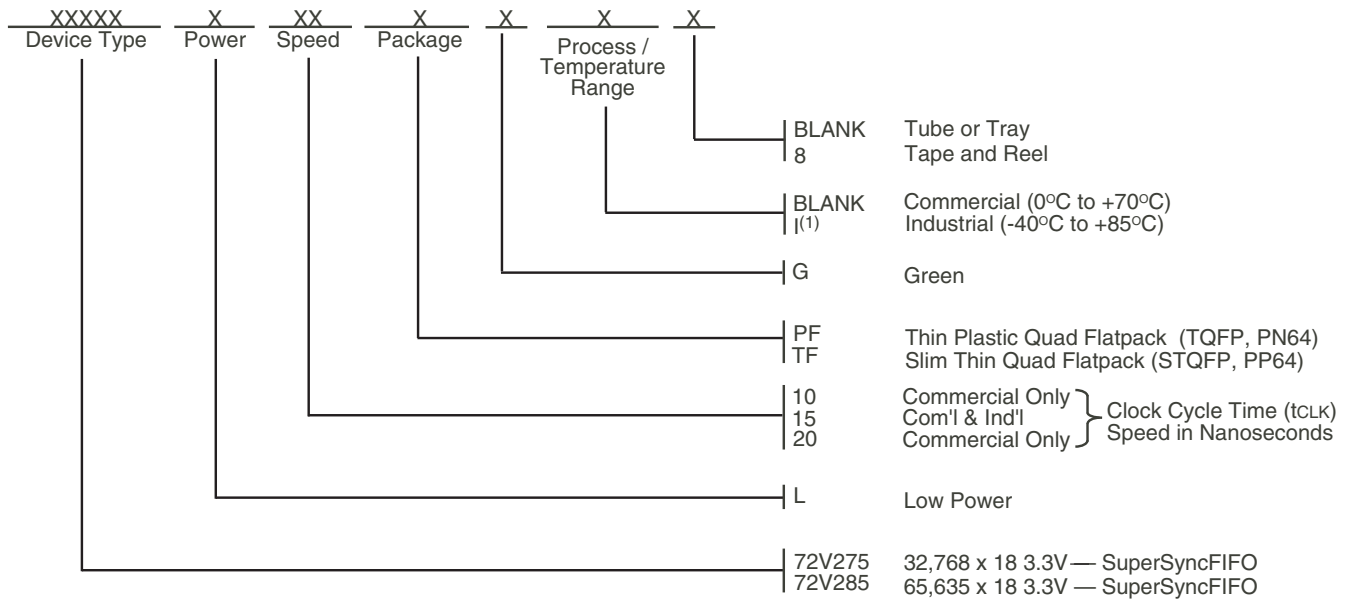 XXXXX X XX X X X X
Device Type Power Speed Package Process /
Temperature
Range
BLANK Tube or Tray
8 Tape and Reel
BLANK Commercial (0°C to +70°C)
I(1) Industrial (-40°C to +85°C)
G Green
PF Thin Plastic Quad Flatpack (TQFP, PN64)
TF Slim Thin Quad Flatpack (STQFP, PP64)
10 Commercial Only
15 Com'l & Ind'l
20 Commercial Only
Clock Cycle Time (tCLK)
Speed in Nanoseconds
L Low Power
72V275 32,768 x 18 3.3V — SuperSyncFIFO
72V285 65,635 x 18 3.3V — SuperSyncFIFO